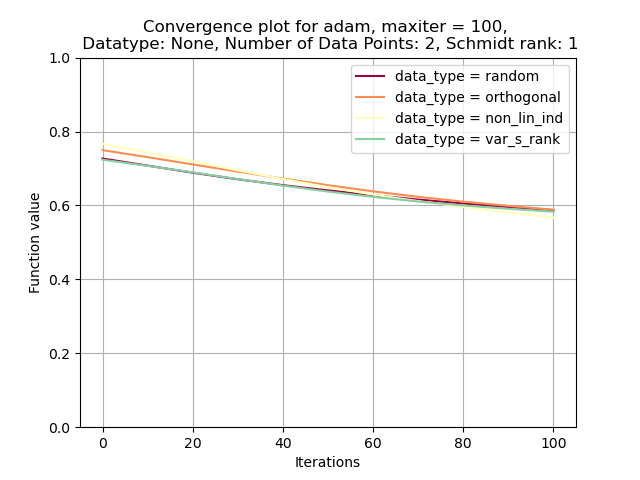 Convergence plot for adam, maxiter = 100,
Datatype: None, Number of Data Points: 2, Schmidt rank: 1
data_type = random
data_type = orthogonal
data_type = non_lin_ind
data_type = var_s_rank
Function value
1.0
0.8
0.6
0.4
0.2
0.0
0 20 40 60 80 100
Iterations